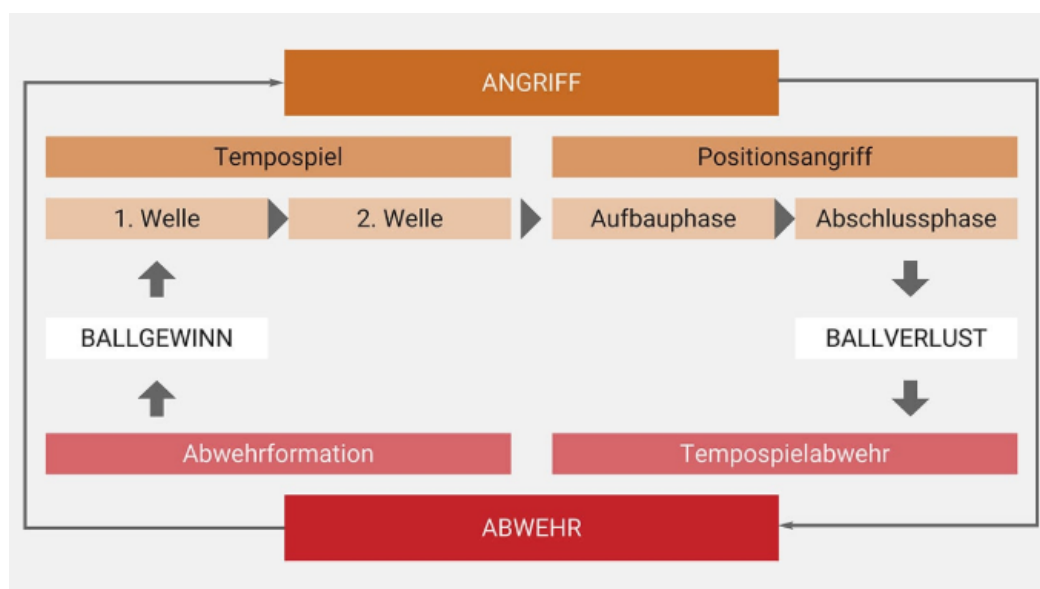 ANGRIFF
Tempospiel
Positionsangriff
1. Welle
2. Welle
Aufbauphase
Abschlussphase
BALLGEWINN
BALLVERLUST
Abwehrformation
Tempospielabwehr
ABWEHR